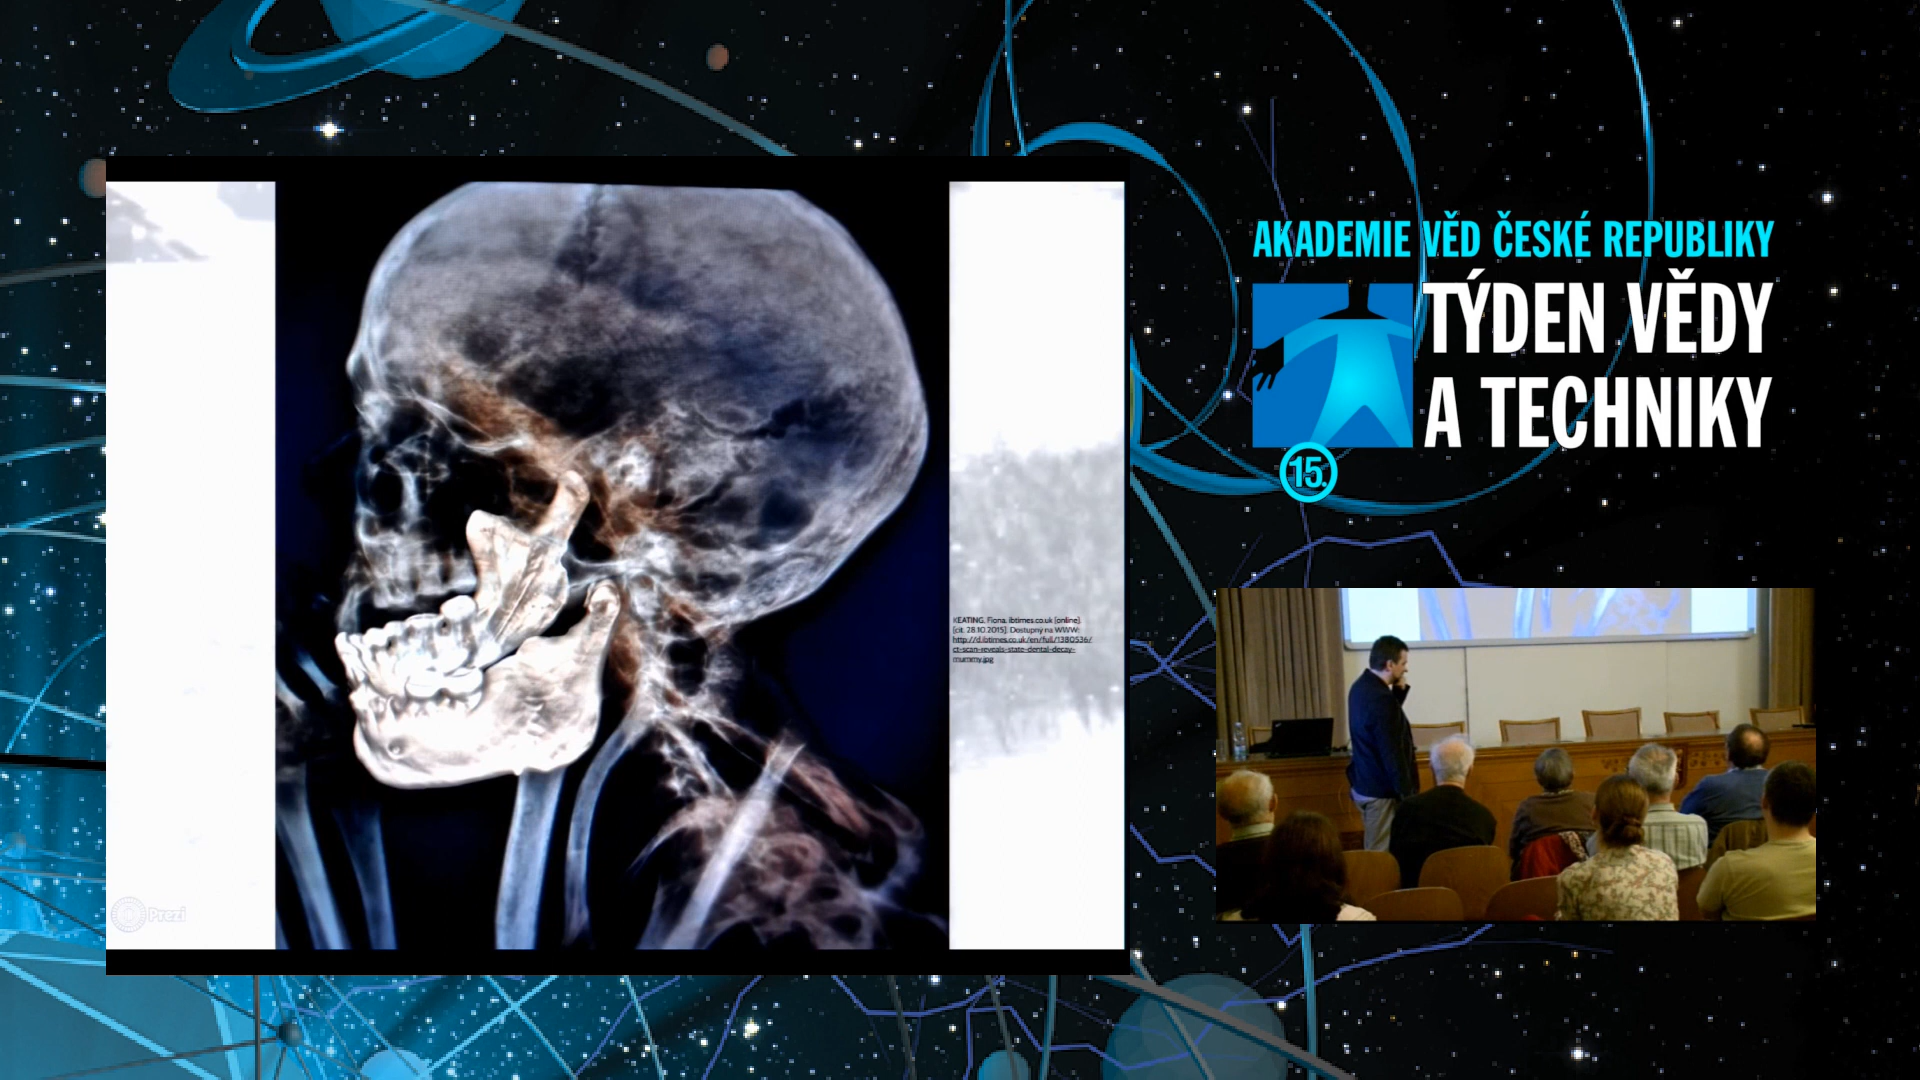 AKADEMIE VĚD ČESKÉ REPUBLIKY
TÝDEN VĚDY
A TECHNIKY
15.
KEATING, Fiona. ibtimes.co.uk [online].
[cit. 28.10.2015]. Dostupný na WWW:
http://d.ibtimes.co.uk/en/full/1380536/
ct-scan-reveals-state-dental-decay-
mummy.jpg
Prezi